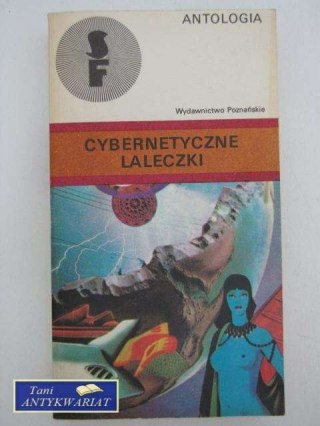 SF
ANTOLOGIA
Wydawnictwo Poznańskie
CYBERNETYCZNE
LALECZKI
Tani
ANTYKWARIAT